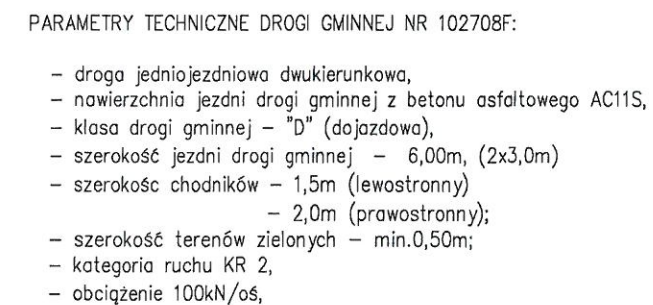 PARAMETRY TECHNICZNE DROGI GMINNEJ NR 102708F:
– droga jedniojezdniowa dwukierunkowa,
– nawierzchnia jezdni drogi gminnej z betonu asfaltowego AC11S,
– klasa drogi gminnej – "D" (dojazdowa),
– szerokość jezdni drogi gminnej – 6,00m, (2x3,0m)
– szerokośc chodników – 1,5m (lewostronny)
– 2,0m (prawostronny);
– szerokość terenów zielonych – min.0,50m;
– kategoria ruchu KR 2,
– obciążenie 100kN/oś,